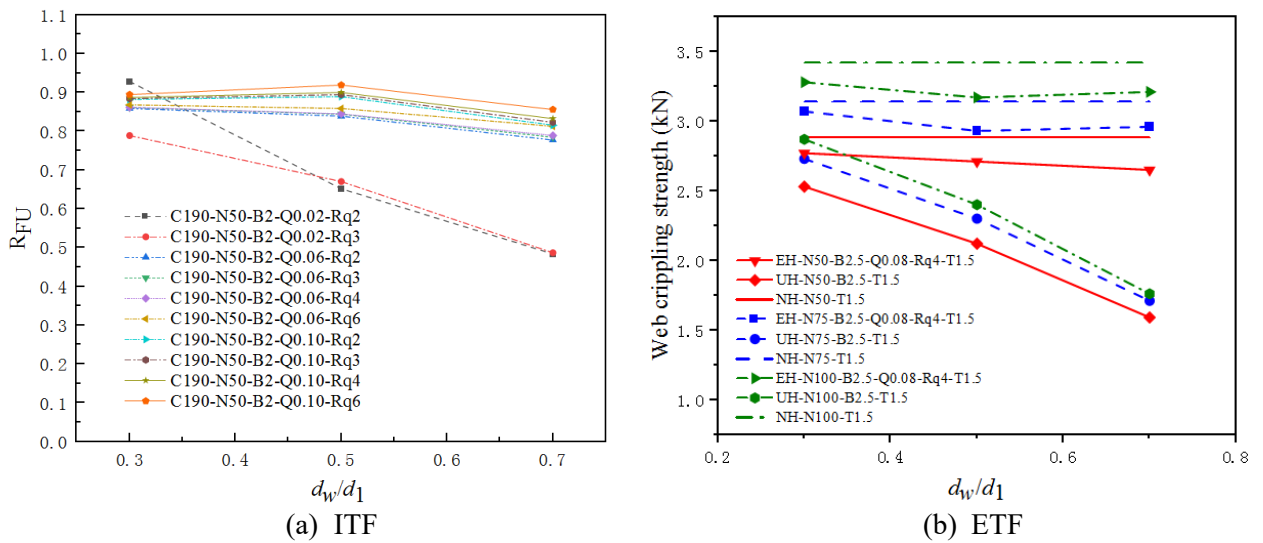 1.1
1.0
0.9
0.8
0.7
0.6
0.5
0.4
0.3
0.2
0.1
0.0
R_FU
C190-N50-B2-Q0.02-Rq2
C190-N50-B2-Q0.02-Rq3
C190-N50-B2-Q0.06-Rq2
C190-N50-B2-Q0.06-Rq3
C190-N50-B2-Q0.06-Rq4
C190-N50-B2-Q0.06-Rq6
C190-N50-B2-Q0.10-Rq2
C190-N50-B2-Q0.10-Rq3
C190-N50-B2-Q0.10-Rq4
C190-N50-B2-Q0.10-Rq6
0.3 0.4 0.5 0.6 0.7
d_w/d_1
(a) ITF
3.5
3.0
2.5
2.0
1.5
1.0
Web crippling strength (kN)
EH-N50-B2.5-Q0.08-Rq4-T1.5
UH-N50-B2.5-T1.5
NH-N50-T1.5
EH-N75-B2.5-Q0.08-Rq4-T1.5
UH-N75-B2.5-T1.5
NH-N75-T1.5
EH-N100-B2.5-Q0.08-Rq4-T1.5
UH-N100-B2.5-T1.5
NH-N100-T1.5
0.2 0.4 0.6 0.8
d_w/d_1
(b) ETF